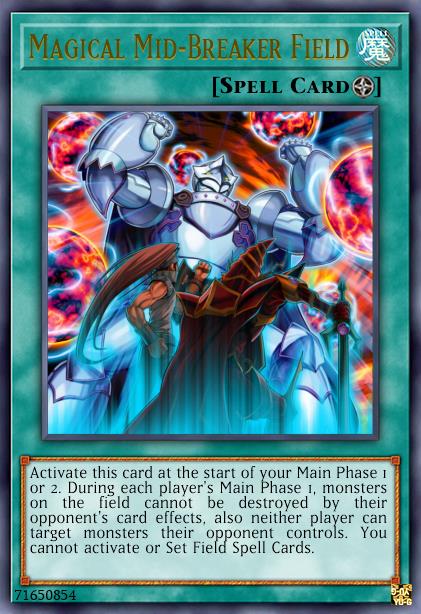 MAGICAL MID-BREAKER FIELD
SPELL
魔
[SPELL CARD]
Activate this card at the start of your Main Phase 1
or 2. During each player's Main Phase 1, monsters
on the field cannot be destroyed by their
opponent's card effects, also neither player can
target monsters their opponent controls. You
cannot activate or Set Field Spell Cards.
71650854